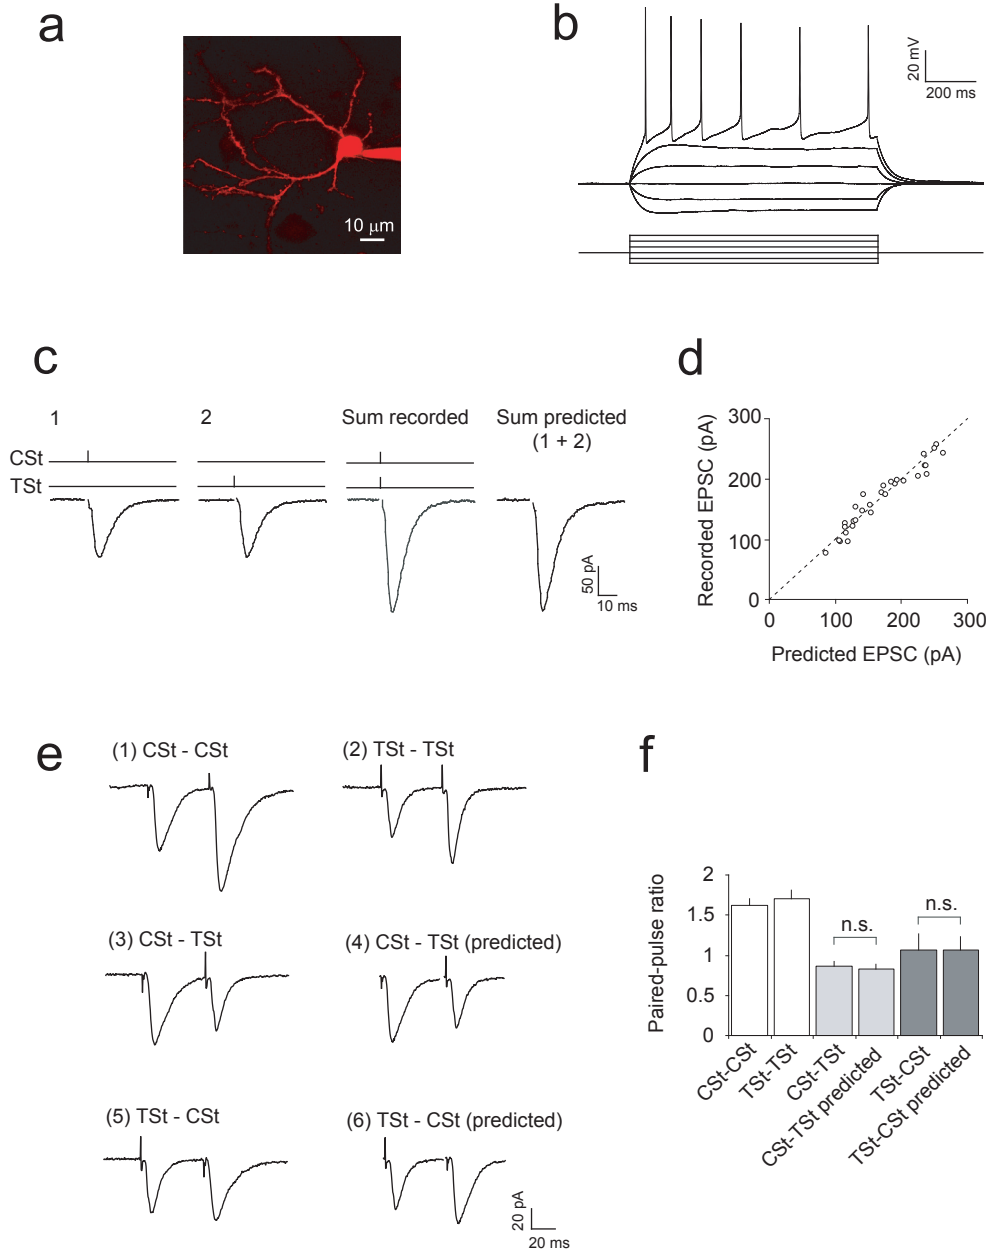 a
10 μm
b
20 mV
200 ms
c
1
2
Sum recorded
Sum predicted
(1 + 2)
CSt
TSt
50 pA
10 ms
d
Recorded EPSC (pA)
300
200
100
0
0
100
200
300
Predicted EPSC (pA)
e
(1) CSt - CSt
(2) TSt - TSt
(3) CSt - TSt
(4) CSt - TSt (predicted)
(5) TSt - CSt
(6) TSt - CSt (predicted)
20 pA
20 ms
f
Paired-pulse ratio
2
1.5
1
0.5
0
n.s.
n.s.
CSt-CSt
TSt-TSt
CSt-TSt
CSt-TSt predicted
TSt-CSt
TSt-CSt predicted